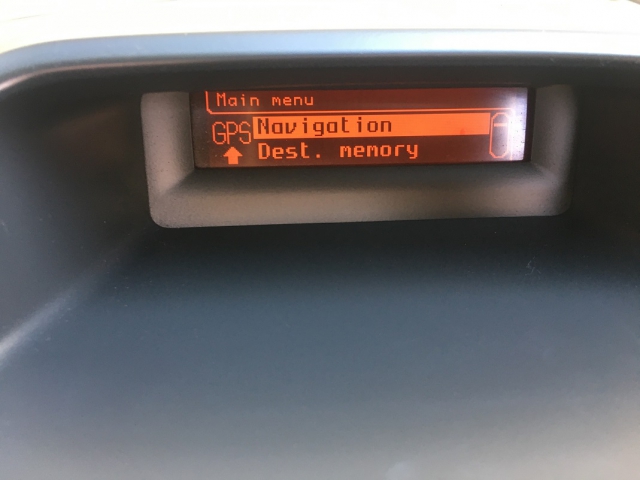 Main menu
GPS Navigation
Dest. memory